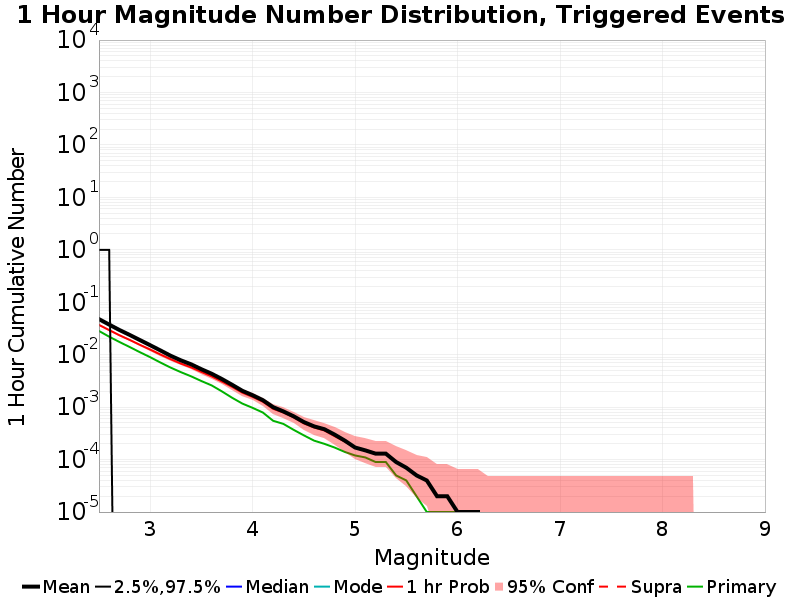 1 Hour Magnitude Number Distribution, Triggered Events
1 Hour Cumulative Number
10^4
10^3
10^2
10^1
10^0
10^-1
10^-2
10^-3
10^-4
10^-5
3 4 5 6 7 8 9
Magnitude
Mean 2.5%,97.5% Median Mode 1 hr Prob 95% Conf Supra Primary